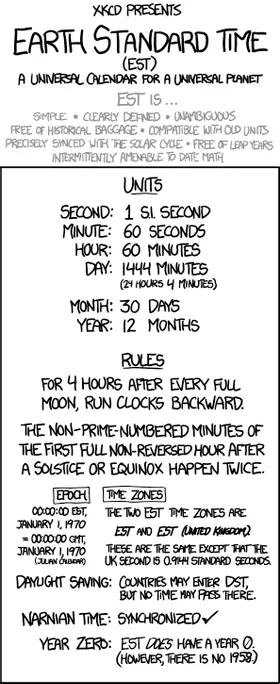 XKCD PRESENTS
EARTH STANDARD TIME
(EST)
A UNIVERSAL CALENDAR FOR A UNIVERSAL PLANET
EST IS ...
SIMPLE • CLEARLY DEFINED • UNAMBIGUOUS
FREE OF HISTORICAL BAGGAGE • COMPATIBLE WITH OLD UNITS
PRECISELY SYNCED WITH THE SOLAR CYCLE • FREE OF LEAP YEARS
INTERMITTENTLY AMENABLE TO DATE MATH
UNITS
SECOND: 1 S.I. SECOND
MINUTE: 60 SECONDS
HOUR: 60 MINUTES
DAY: 1444 MINUTES
(24 HOURS 4 MINUTES)
MONTH: 30 DAYS
YEAR: 12 MONTHS
RULES
FOR 4 HOURS AFTER EVERY FULL
MOON, RUN CLOCKS BACKWARD.
THE NON-PRIME-NUMBERED MINUTES OF
THE FIRST FULL NON-REVERSED HOUR AFTER
A SOLSTICE OR EQUINOX HAPPEN TWICE.
EPOCH
00:00:00 EST,
JANUARY 1, 1970
= 00:00:00 GMT,
JANUARY 1, 1970
(JULIAN CALENDAR)
TIME ZONES
THE TWO EST TIME ZONES ARE
EST AND EST (UNITED KINGDOM).
THESE ARE THE SAME EXCEPT THAT THE
UK SECOND IS 0.9144 STANDARD SECONDS.
DAYLIGHT SAVING: COUNTRIES MAY ENTER DST,
BUT NO TIME MAY PASS THERE.
NARNIAN TIME: SYNCHRONIZED ✓
YEAR ZERO: EST DOES HAVE A YEAR 0.
(HOWEVER, THERE IS NO 1958.)